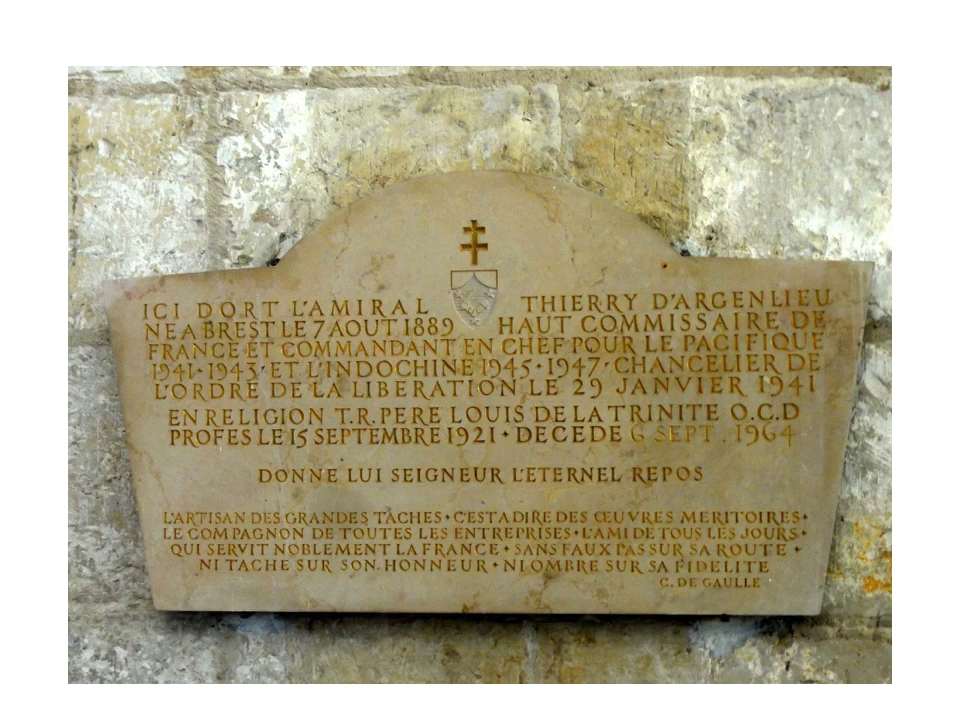 ICI DORT L'AMIRAL THIERRY D'ARGENLIEU
NE A BREST LE 7 AOUT 1889 HAUT COMMISSAIRE DE
FRANCE ET COMMANDANT EN CHEF POUR LE PACIFIQUE
1941·1943·ET L'INDOCHINE 1945·1947·CHANCELIER DE
L'ORDRE DE LA LIBERATION LE 29 JANVIER 1941
EN RELIGION T.R.PERE LOUIS DE LA TRINITE O.C.D
PROFES LE 15 SEPTEMBRE 1921·DECEDE 6 SEPT. 1964
DONNE LUI SEIGNEUR L'ETERNEL REPOS
L'ARTISAN DES GRANDES TACHES·C'EST A DIRE DES ŒUVRES MERITOIRES·
LE COMPAGNON DE TOUTES LES ENTREPRISES·L'AMI DE TOUS LES JOURS·
QUI SERVIT NOBLEMENT LA FRANCE·SANS FAUX PAS SUR SA ROUTE·
NI TACHE SUR SON HONNEUR·NI OMBRE SUR SA FIDELITE
C. DE GAULLE